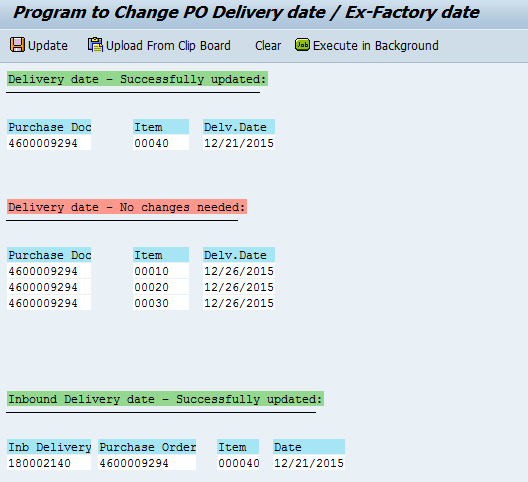 Program to Change PO Delivery date / Ex-Factory date
Update Upload From Clip Board Clear Job Execute in Background
Delivery date - Successfully updated:
Purchase Doc Item Delv.Date
4600009294 00040 12/21/2015
Delivery date - No changes needed:
Purchase Doc Item Delv.Date
4600009294 00010 12/26/2015
4600009294 00020 12/26/2015
4600009294 00030 12/26/2015
Inbound Delivery date - Successfully updated:
Inb Delivery Purchase Order Item Date
180002140 4600009294 000040 12/21/2015